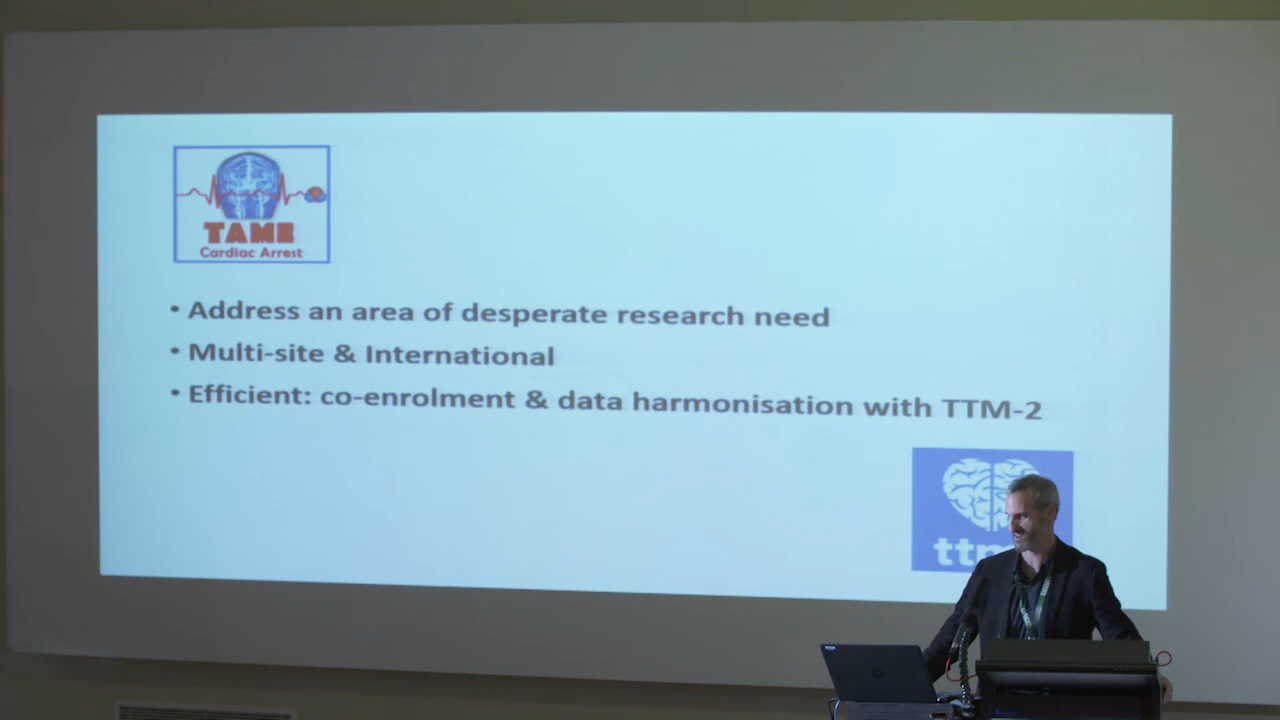 TAME
Cardiac Arrest
• Address an area of desperate research need
• Multi-site & International
• Efficient: co-enrolment & data harmonisation with TTM-2